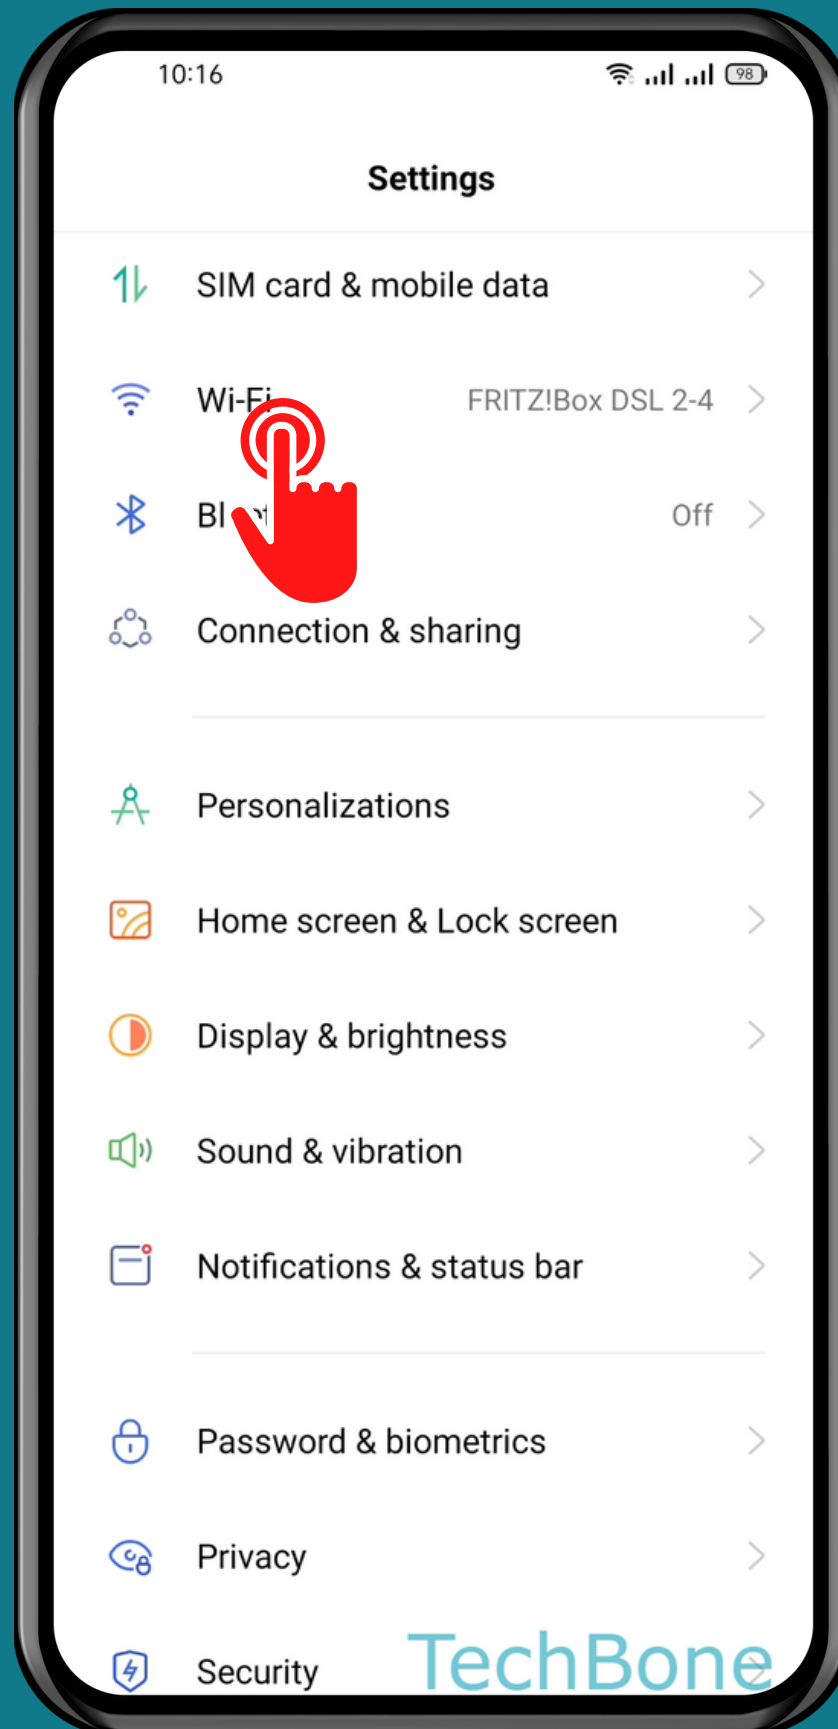 10:16
98
Settings
SIM card & mobile data
Wi-Fi FRITZ!Box DSL 2-4
Off
Connection & sharing
Personalizations
Home screen & Lock screen
Display & brightness
Sound & vibration
Notifications & status bar
Password & biometrics
Privacy
Security
TechBone